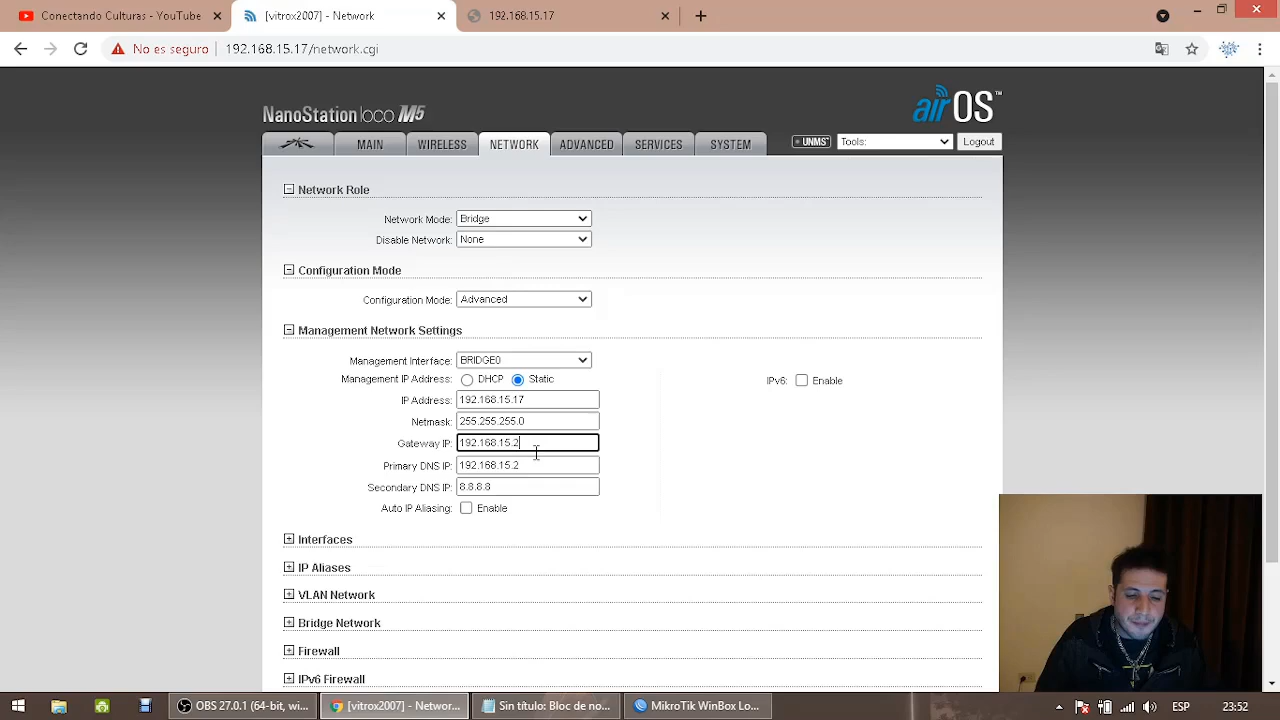 Conectando Culturas - YouTube
[vitrox2007] - Network
192.168.15.17
No es seguro
192.168.15.17/network.cgi
NanoStation loco M5
airOS™
MAIN
WIRELESS
NETWORK
ADVANCED
SERVICES
SYSTEM
UNMS
Tools:
Logout
Network Role
Network Mode: Bridge
Disable Network: None
Configuration Mode
Configuration Mode: Advanced
Management Network Settings
Management Interface: BRIDGE0
Management IP Address: DHCP Static
IPv6: Enable
IP Address: 192.168.15.17
Netmask: 255.255.255.0
Gateway IP: 192.168.15.2
Primary DNS IP: 192.168.15.2
Secondary DNS IP: 8.8.8.8
Auto IP Aliasing: Enable
Interfaces
IP Aliases
VLAN Network
Bridge Network
Firewall
IPv6 Firewall
OBS 27.0.1 (64-bit, wi...
[vitrox2007] - Networ...
Sin título: Bloc de no...
MikroTik WinBox Lo...
ESP
23:52